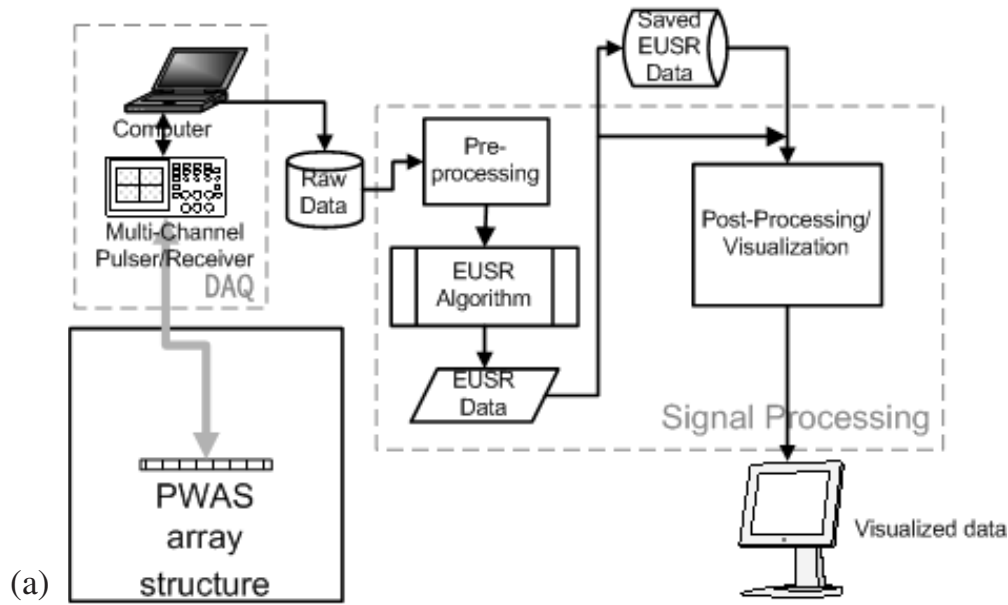 Computer
Multi-Channel
Pulser/Receiver
DAQ
Raw
Data
Pre-
processing
EUSR
Algorithm
EUSR
Data
Saved
EUSR
Data
Post-Processing/
Visualization
Signal Processing
PWAS
array
structure
Visualized data
(a)